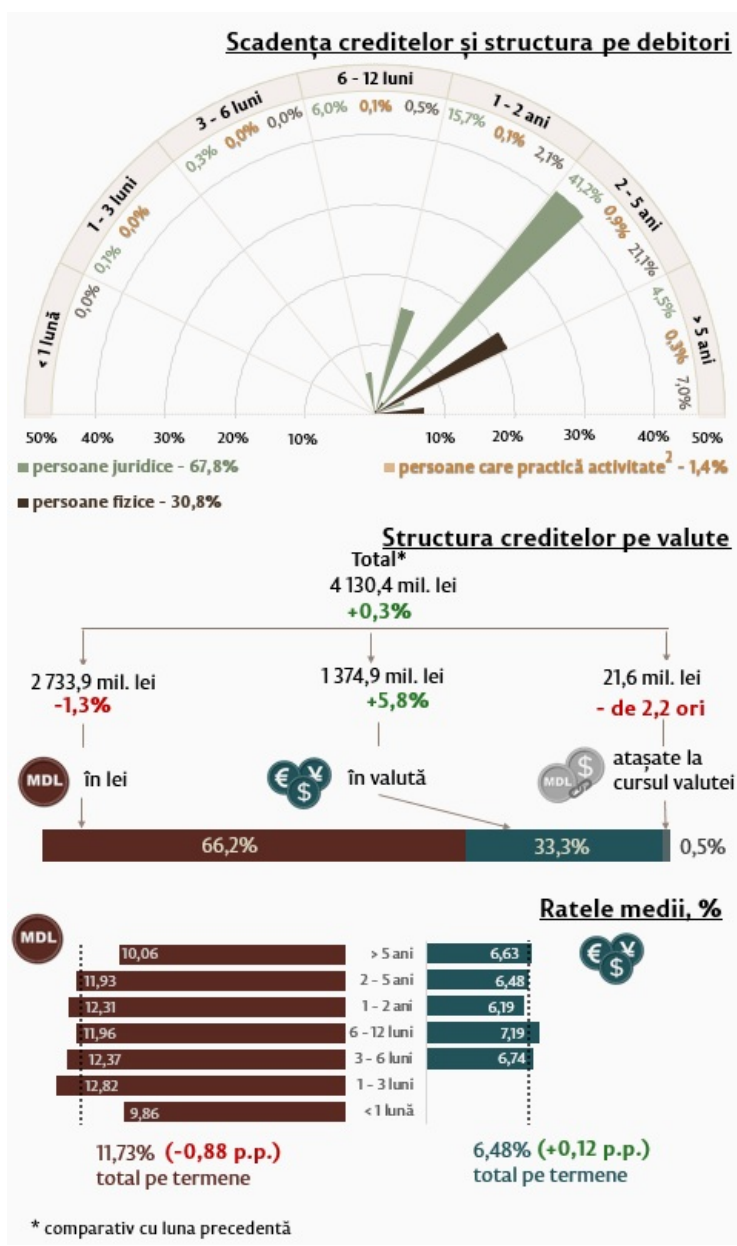 Scadența creditelor și structura pe debitori
6 - 12 luni
3 - 6 luni
1 - 2 ani
1 - 3 luni
2 - 5 ani
< 1 lună
> 5 ani
0,0%
0,1% 0,0%
0,3% 0,0% 0,0%
6,0% 0,1% 0,5%
15,7% 0,1% 2,1%
41,2% 0,9% 21,1%
4,5% 0,3% 7,0%
50% 40% 30% 20% 10% 10% 20% 30% 40% 50%
persoane juridice - 67,8%
persoane care practică activitate2 - 1,4%
persoane fizice - 30,8%
Structura creditelor pe valute
Total*
4 130,4 mil. lei
+0,3%
2 733,9 mil. lei
-1,3%
1 374,9 mil. lei
+5,8%
21,6 mil. lei
- de 2,2 ori
MDL în lei
€ ¥ $ în valută
MDL $ atașate la
cursul valutei
66,2% 33,3% 0,5%
Ratele medii, %
MDL
€ ¥ $
10,06 > 5 ani 6,63
11,93 2 - 5 ani 6,48
12,31 1 - 2 ani 6,19
11,96 6 - 12 luni 7,19
12,37 3 - 6 luni 6,74
12,82 1 - 3 luni
9,86 < 1 lună
11,73% (-0,88 p.p.)
total pe termene
6,48% (+0,12 p.p.)
total pe termene
* comparativ cu luna precedentă